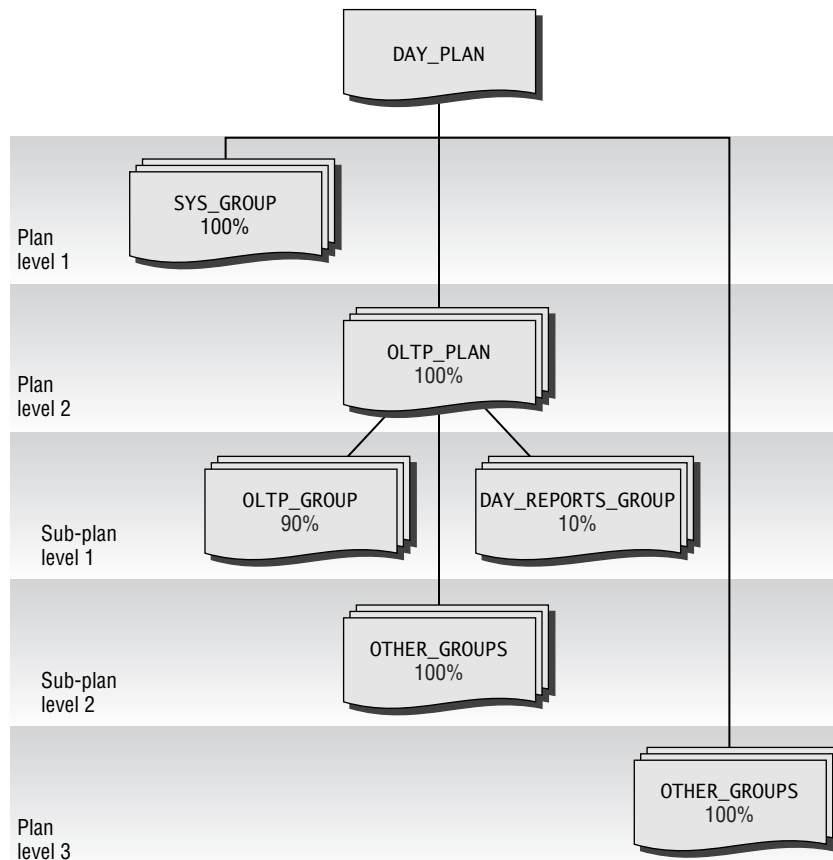 DAY_PLAN
SYS_GROUP
100%
Plan
level 1
OLTP_PLAN
100%
Plan
level 2
OLTP_GROUP
90%
DAY_REPORTS_GROUP
10%
Sub-plan
level 1
OTHER_GROUPS
100%
Sub-plan
level 2
OTHER_GROUPS
100%
Plan
level 3